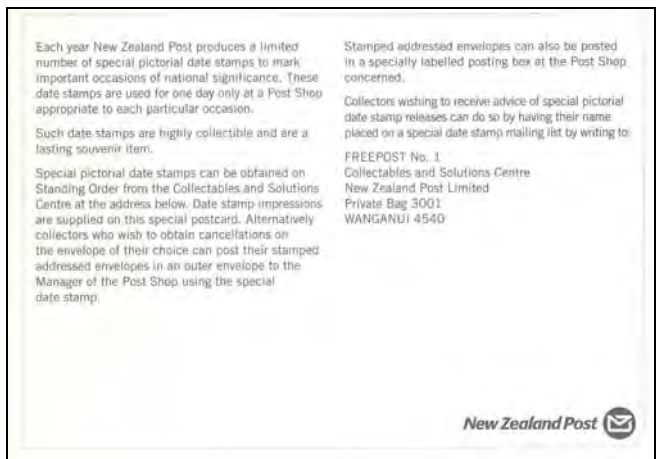 Each year New Zealand Post produces a limited
number of special pictorial date stamps to mark
important occasions of national significance. These
date stamps are used for one day only at a Post Shop
appropriate to each particular occasion.
Such date stamps are highly collectible and are a
lasting souvenir item.
Special pictorial date stamps can be obtained on
Standing Order from the Collectables and Solutions
Centre at the address below. Date stamp impressions
are supplied on this special postcard. Alternatively
collectors who wish to obtain cancellations on
the envelope of their choice can post their stamped
addressed envelopes in an outer envelope to the
Manager of the Post Shop using the special
date stamp.
Stamped addressed envelopes can also be posted
in a specially labelled posting box at the Post Shop
concerned.
Collectors wishing to receive advice of special pictorial
date stamp releases can do so by having their name
placed on a special date stamp mailing list by writing to:
FREEPOST No. 1
Collectables and Solutions Centre
New Zealand Post Limited
Private Bag 3001
WANGANUI 4540
New Zealand Post